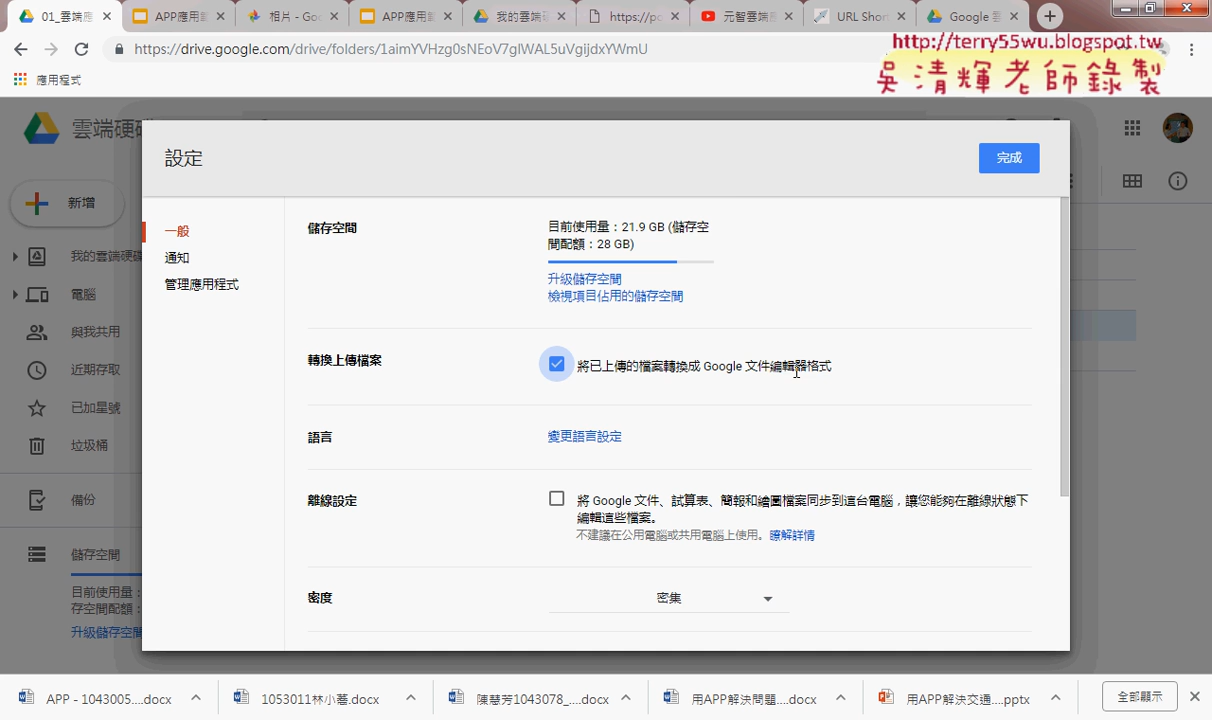 01_雲端應
APP應用
相片 - Goo
APP應用
我的雲端硬
https://po
元智雲端應
URL Short
Google 雲
https://drive.google.com/drive/folders/1aimYVHzg0sNEoV7glWAL5uVgijdxYWmU
http://terry55wu.blogspot.tw
吳清輝老師錄製
應用程式
雲端硬碟
設定
完成
新增
一般
通知
管理應用程式
儲存空間
目前使用量：21.9 GB (儲存空
間配額：28 GB)
升級儲存空間
檢視項目佔用的儲存空間
我的雲端硬碟
電腦
與我共用
近期存取
已加星號
垃圾桶
備份
儲存空間
目前使用量：
存空間配額：
升級儲存空間
轉換上傳檔案
將已上傳的檔案轉換成 Google 文件編輯器格式
語言
變更語言設定
離線設定
將 Google 文件、試算表、簡報和繪圖檔案同步到這台電腦，讓您能夠在離線狀態下
編輯這些檔案。
不建議在公用電腦或共用電腦上使用。瞭解詳情
密度
密集
APP - 1043005....docx
1053011林小喬.docx
陳慧芳1043078_....docx
用APP解決問題....docx
用APP解決交通....pptx
全部顯示